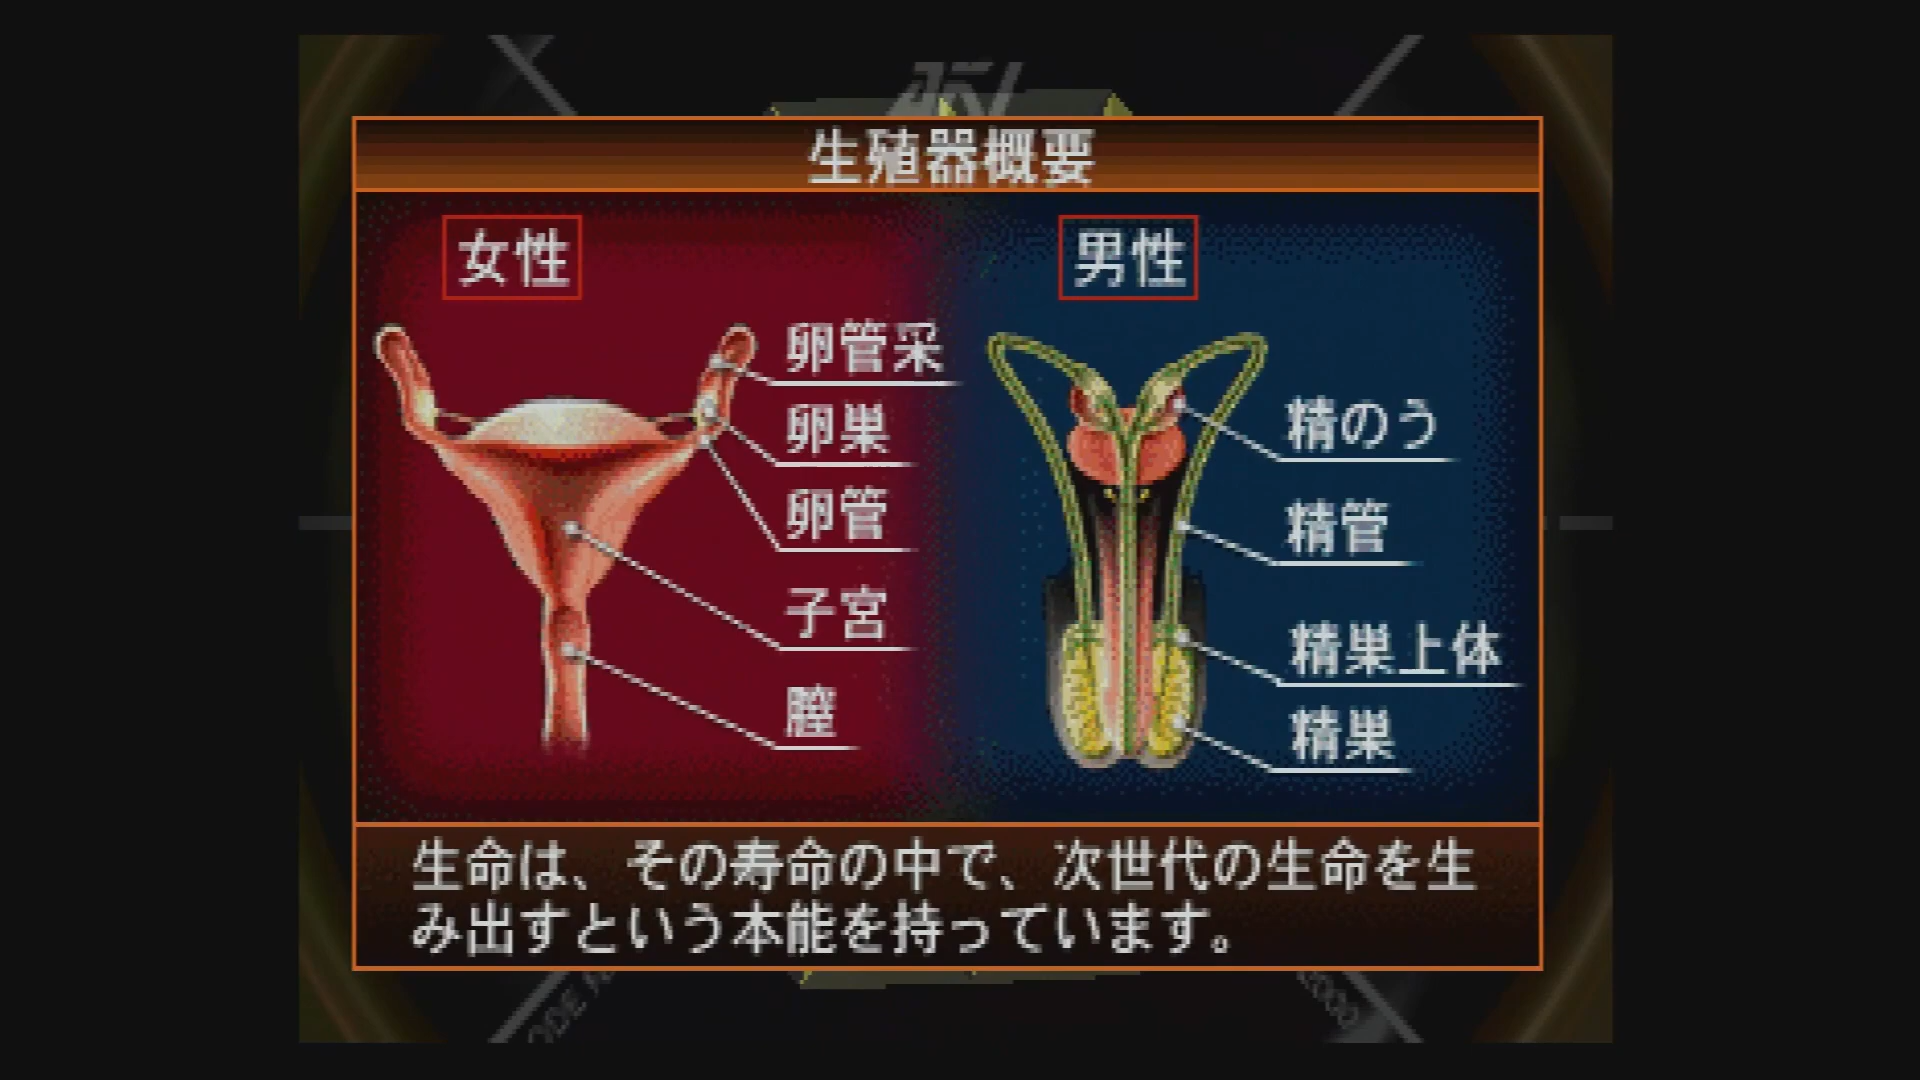 生殖器概要
女性
卵管采
卵巣
卵管
子宮
膣
男性
精のう
精管
精巣上体
精巣
生命は、その寿命の中で、次世代の生命を生
み出すという本能を持っています。